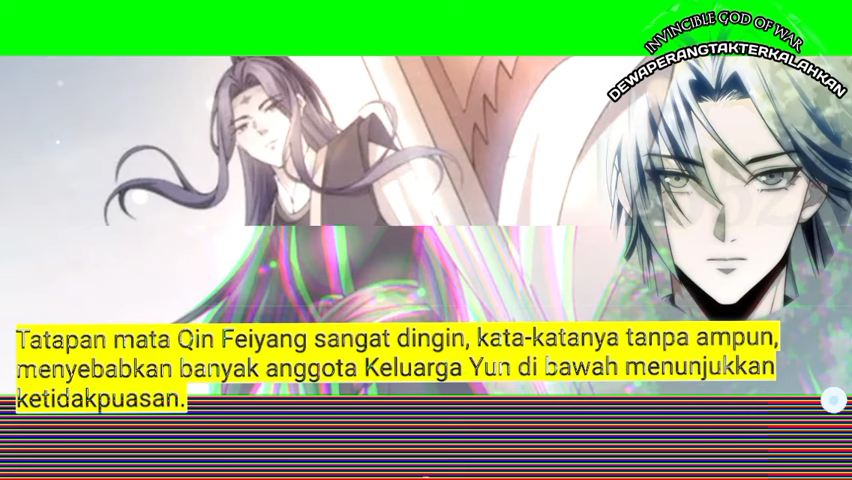 INVINCIBLE GOD OF WAR
DEWAPERANGTAKTERKALAHKAN
Tatapan mata Qin Feiyang sangat dingin, kata-katanya tanpa ampun,
menyebabkan banyak anggota Keluarga Yun di bawah menunjukkan
ketidakpuasan.